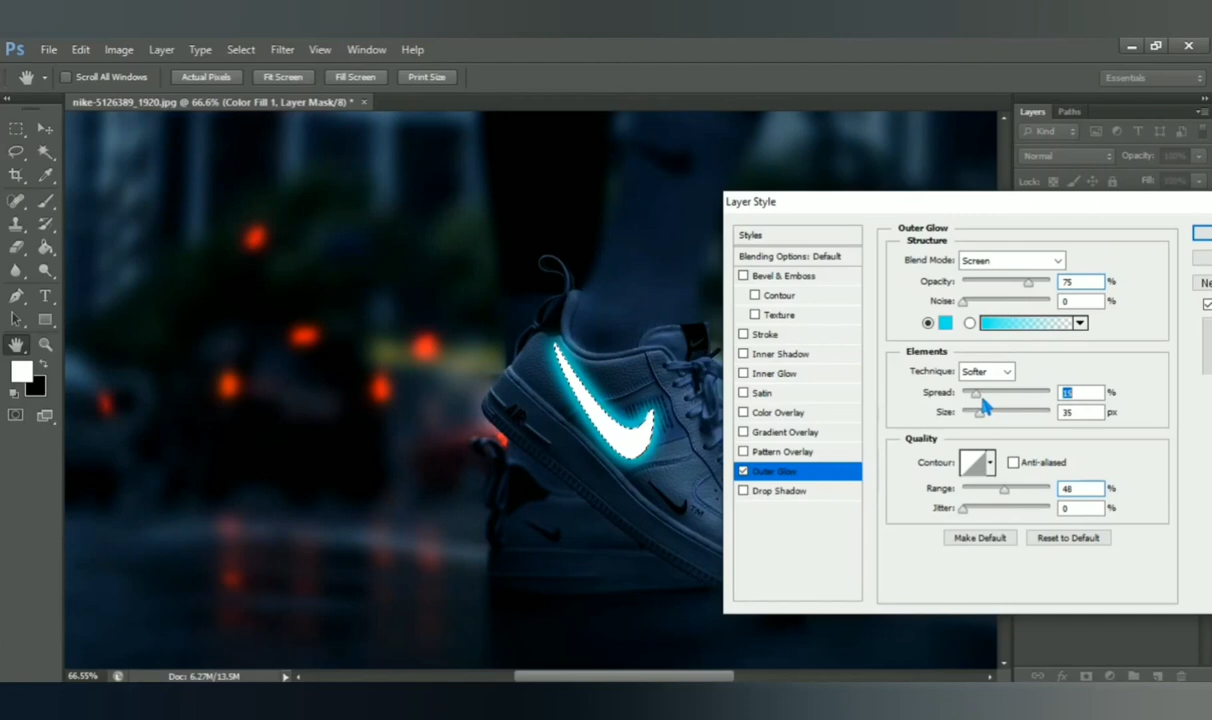 Ps File Edit Image Layer Type Select Filter View Window Help
Scroll All Windows Actual Pixels Fit Screen Fill Screen Print Size Essentials
nike-5126389_1920.jpg @ 66.6% (Color Fill 1, Layer Mask/8) * ×
Layers Paths
Kind
Normal Opacity: 100%
Lock: Fill: 100%
Layer Style
Styles
Blending Options: Default
Bevel & Emboss
Contour
Texture
Stroke
Inner Shadow
Inner Glow
Satin
Color Overlay
Gradient Overlay
Pattern Overlay
Outer Glow
Drop Shadow
Outer Glow
Structure
Blend Mode: Screen
Opacity: 75 %
Noise: 0 %
Elements
Technique: Softer
Spread: 15 %
Size: 35 px
Quality
Contour: Anti-aliased
Range: 48 %
Jitter: 0 %
Make Default Reset to Default
Ne
TM
66.55% Doc: 6.27M/13.5M